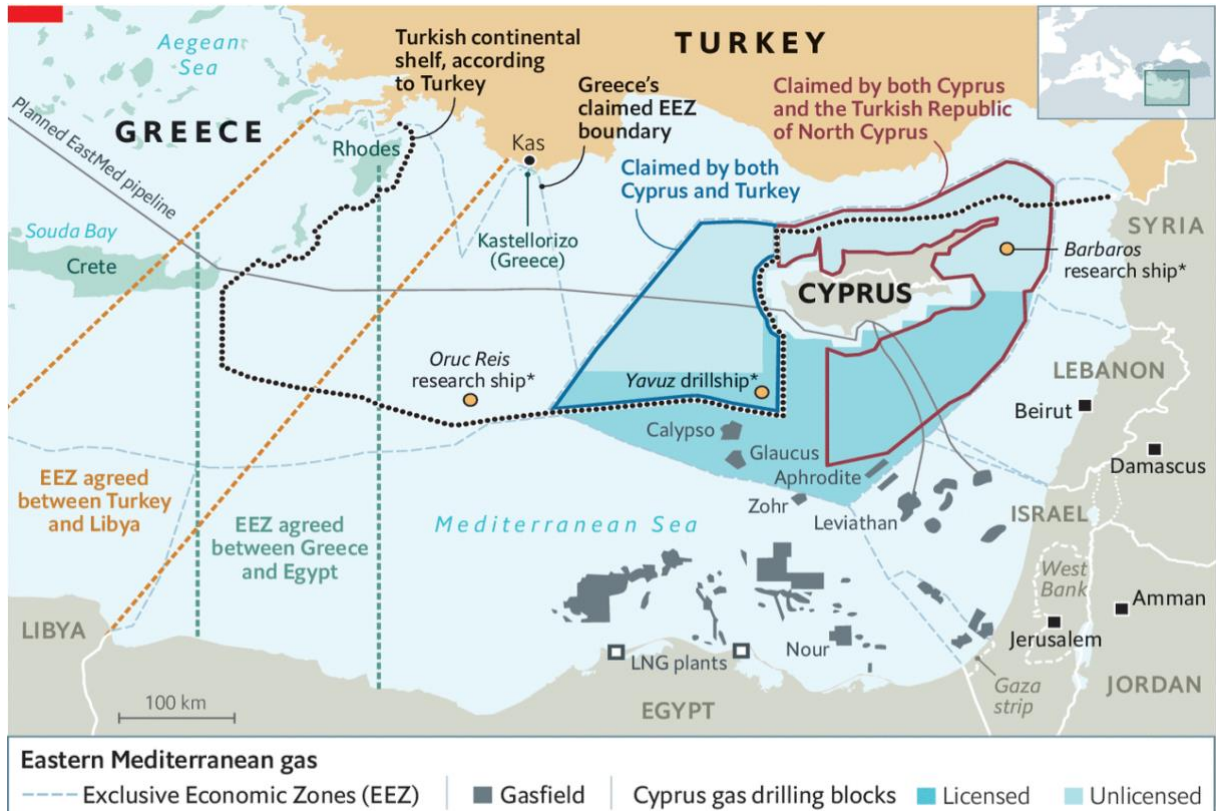 Aegean
Sea
Turkish continental
shelf, according
to Turkey
TURKEY
Greece’s
claimed EEZ
boundary
Claimed by both Cyprus
and the Turkish Republic
of North Cyprus
GREECE
Planned EastMed pipeline
Rhodes
Kas
Claimed by both
Cyprus and Turkey
Kastellorizo
(Greece)
Souda Bay
Crete
SYRIA
Barbaros
research ship*
CYPRUS
Oruc Reis
research ship*
Yavuz drillship*
LEBANON
Beirut
Damascus
Calypso
Glaucus
Aphrodite
Zohr
Leviathan
ISRAEL
EEZ agreed
between Turkey
and Libya
EEZ agreed
between Greece
and Egypt
Mediterranean Sea
West
Bank
Amman
Jerusalem
LIBYA
LNG plants
Nour
Gaza
strip
JORDAN
100 km
EGYPT
Eastern Mediterranean gas
Exclusive Economic Zones (EEZ) Gasfield Cyprus gas drilling blocks Licensed Unlicensed